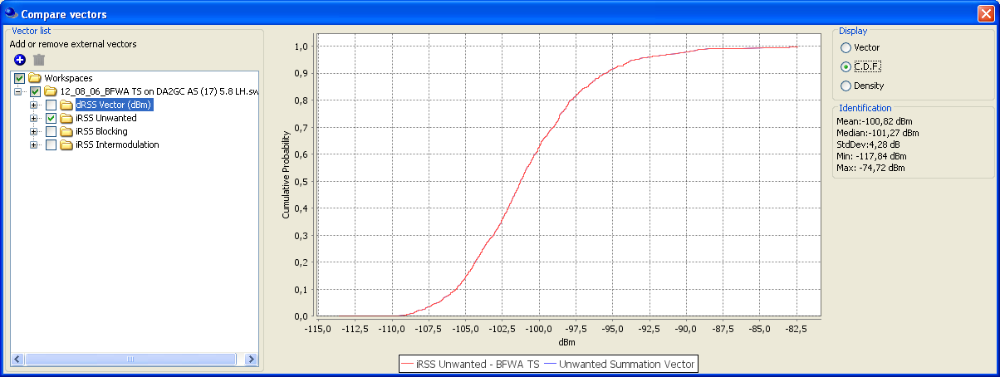 Compare vectors
Vector list
Add or remove external vectors
Workspaces
12_08_06_BFWA TS on DA2GC AS (17) 5.8 LH.sw
dRSS Vector (dBm)
iRSS Unwanted
iRSS Blocking
iRSS Intermodulation
Cumulative Probability
1,0
0,9
0,8
0,7
0,6
0,5
0,4
0,3
0,2
0,1
0,0
-115,0 -112,5 -110,0 -107,5 -105,0 -102,5 -100,0 -97,5 -95,0 -92,5 -90,0 -87,5 -85,0 -82,5
dBm
iRSS Unwanted - BFWA TS Unwanted Summation Vector
Display
Vector
C.D.F.
Density
Identification
Mean:-100,82 dBm
Median:-101,27 dBm
StdDev:4,28 dB
Min: -117,84 dBm
Max: -74,72 dBm